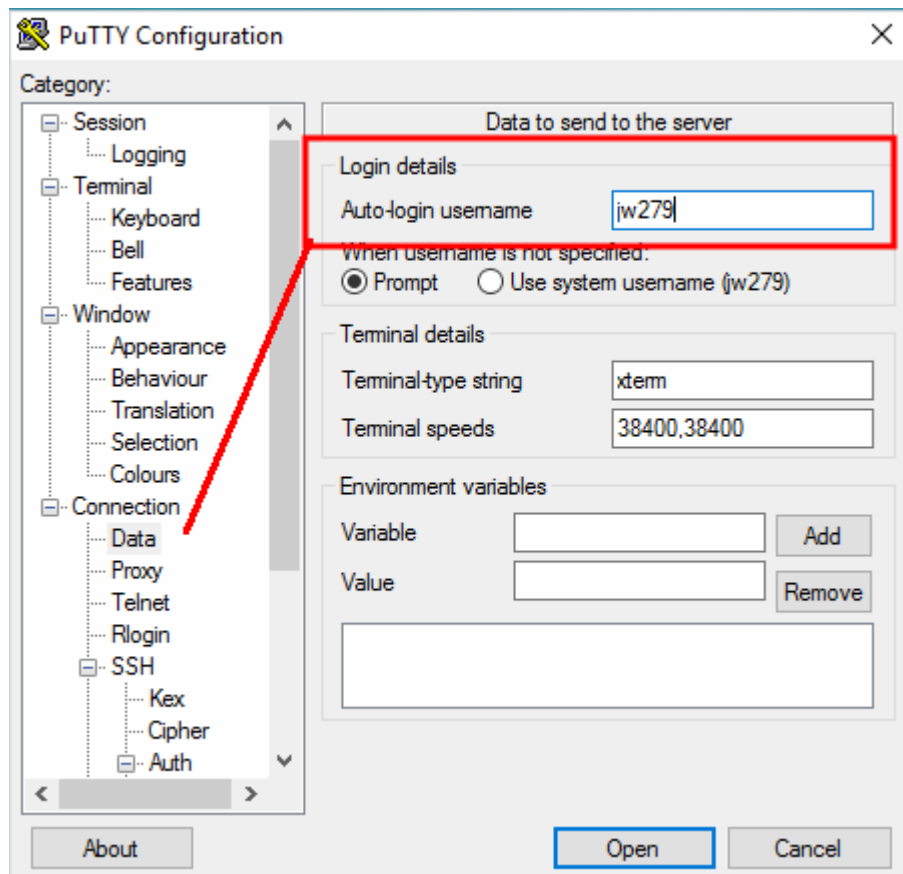 PuTTY Configuration
Category:
Session
Logging
Terminal
Keyboard
Bell
Features
Window
Appearance
Behaviour
Translation
Selection
Colours
Connection
Data
Proxy
Telnet
Rlogin
SSH
Kex
Cipher
Auth
Data to send to the server
Login details
Auto-login username jw279
When username is not specified:
Prompt Use system username (jw279)
Terminal details
Terminal-type string xterm
Terminal speeds 38400,38400
Environment variables
Variable Add
Value Remove
About Open Cancel